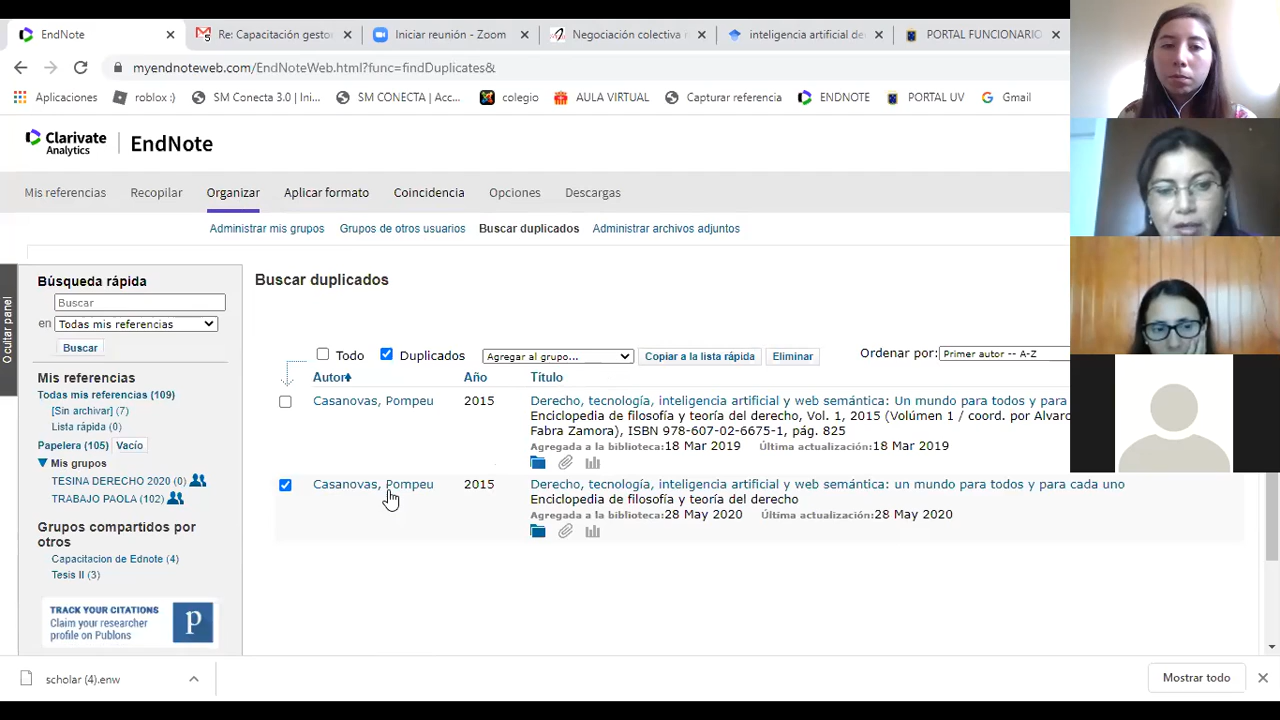 EndNote
Re: Capacitación gesto
Iniciar reunión - Zoom
Negociación colectiva
inteligencia artificial de
PORTAL FUNCIONARIO
myendnoteweb.com/EndNoteWeb.html?func=findDuplicates&
Aplicaciones
roblox :)
SM Conecta 3.0 | Ini...
SM CONECTA | Acc...
colegio
AULA VIRTUAL
Capturar referencia
ENDNOTE
PORTAL UV
Gmail
Clarivate
Analytics
EndNote
Mis referencias
Recopilar
Organizar
Aplicar formato
Coincidencia
Opciones
Descargas
Administrar mis grupos
Grupos de otros usuarios
Buscar duplicados
Administrar archivos adjuntos
Ocultar panel
Búsqueda rápida
Buscar
en Todas mis referencias
Buscar
Mis referencias
Todas mis referencias (109)
[Sin archivar] (7)
Lista rápida (0)
Papelera (105) Vacío
Mis grupos
TESINA DERECHO 2020 (0)
TRABAJO PAOLA (102)
Grupos compartidos por
otros
Capacitacion de Ednote (4)
Tesis II (3)
TRACK YOUR CITATIONS
Claim your researcher
profile on Publons
p
Buscar duplicados
Todo
Duplicados
Agregar al grupo...
Copiar a la lista rápida
Eliminar
Ordenar por: Primer autor -- A-Z
Autor
Año
Título
Casanovas, Pompeu
2015
Derecho, tecnología, inteligencia artificial y web semántica: Un mundo para todos y para
Enciclopedia de filosofía y teoría del derecho, Vol. 1, 2015 (Volúmen 1 / coord. por Alvaro
Fabra Zamora), ISBN 978-607-02-6675-1, pág. 825
Agregada a la biblioteca:18 Mar 2019 Última actualización:18 Mar 2019
Casanovas, Pompeu
2015
Derecho, tecnología, inteligencia artificial y web semántica: un mundo para todos y para cada uno
Enciclopedia de filosofía y teoría del derecho
Agregada a la biblioteca:28 May 2020 Última actualización:28 May 2020
scholar (4).enw
Mostrar todo